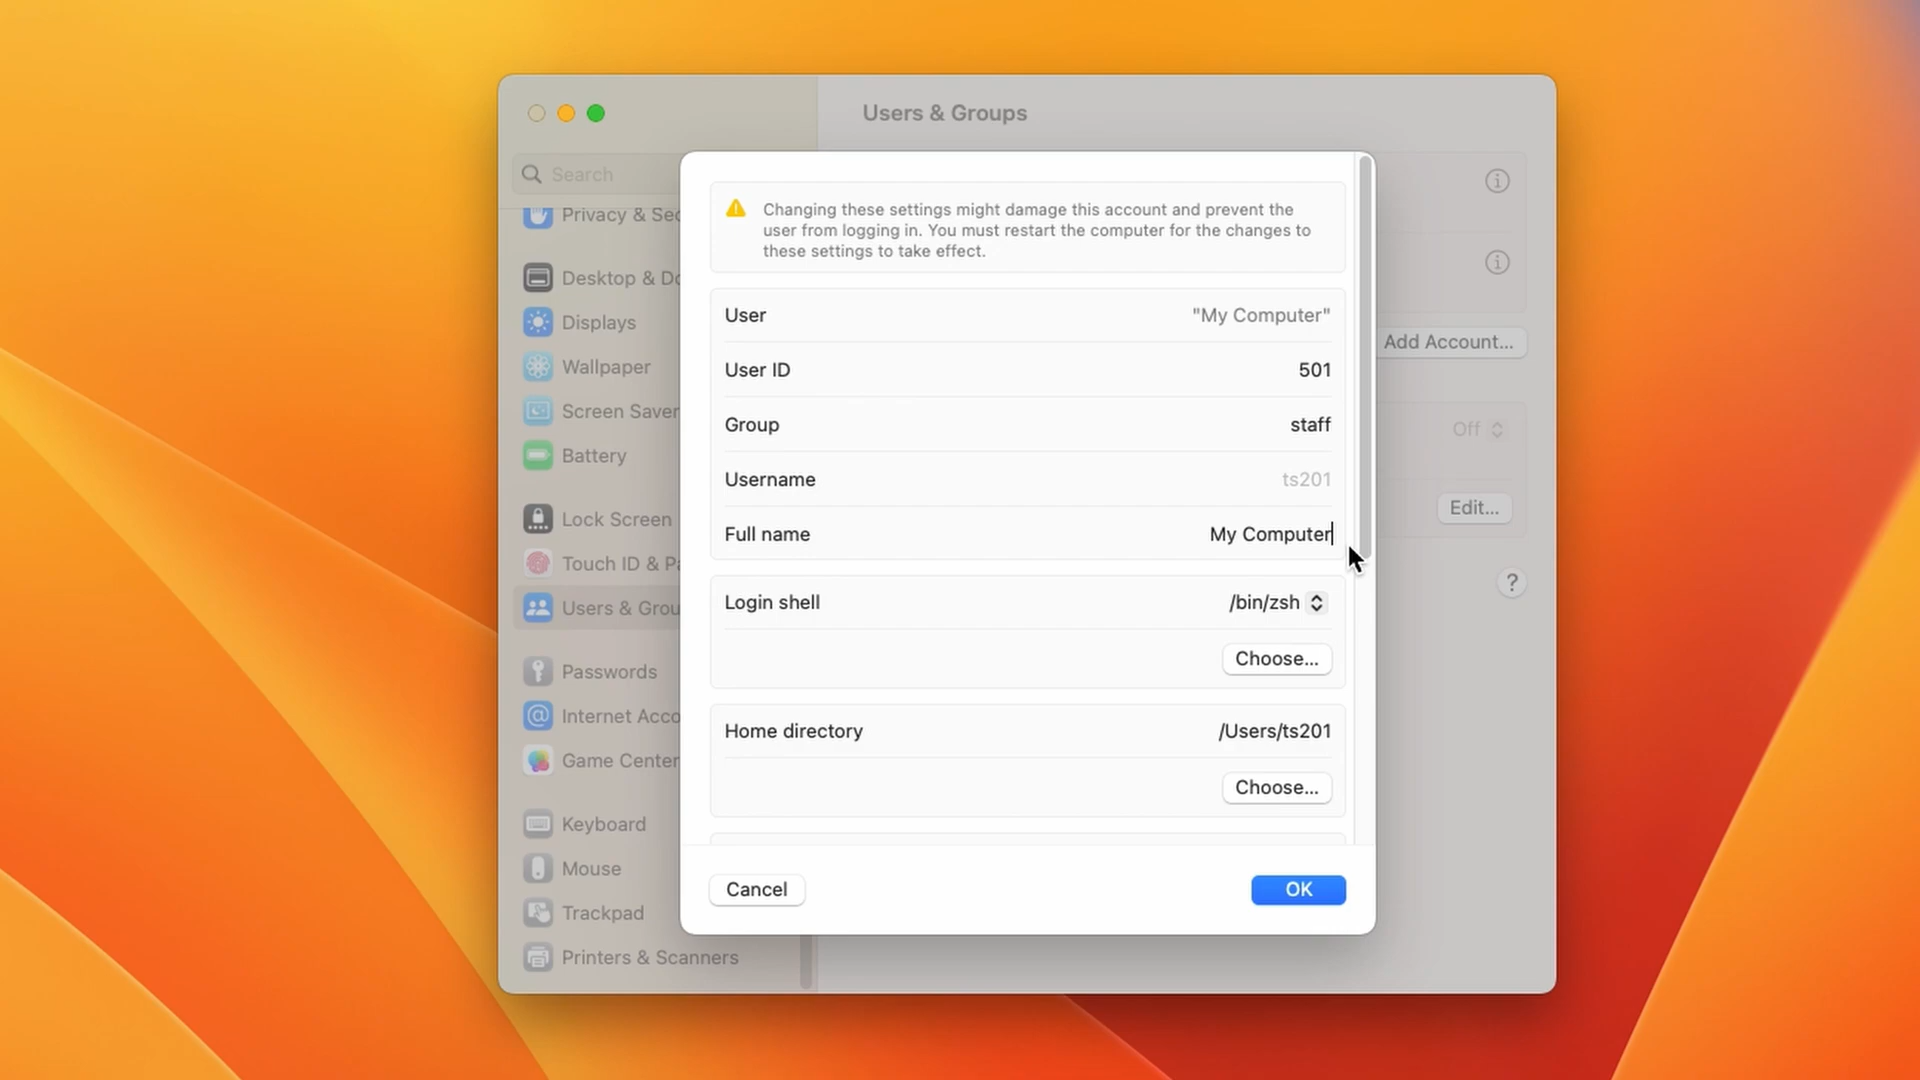 Users & Groups
Search
Privacy & Sec
Desktop & Do
Displays
Wallpaper
Screen Saver
Battery
Lock Screen
Touch ID & Pa
Users & Grou
Passwords
Internet Acco
Game Center
Keyboard
Mouse
Trackpad
Printers & Scanners
Changing these settings might damage this account and prevent the
user from logging in. You must restart the computer for the changes to
these settings to take effect.
User "My Computer"
User ID 501
Group staff
Username ts201
Full name My Computer
Login shell /bin/zsh
Choose...
Home directory /Users/ts201
Choose...
Cancel OK
Add Account...
Off
Edit...
?